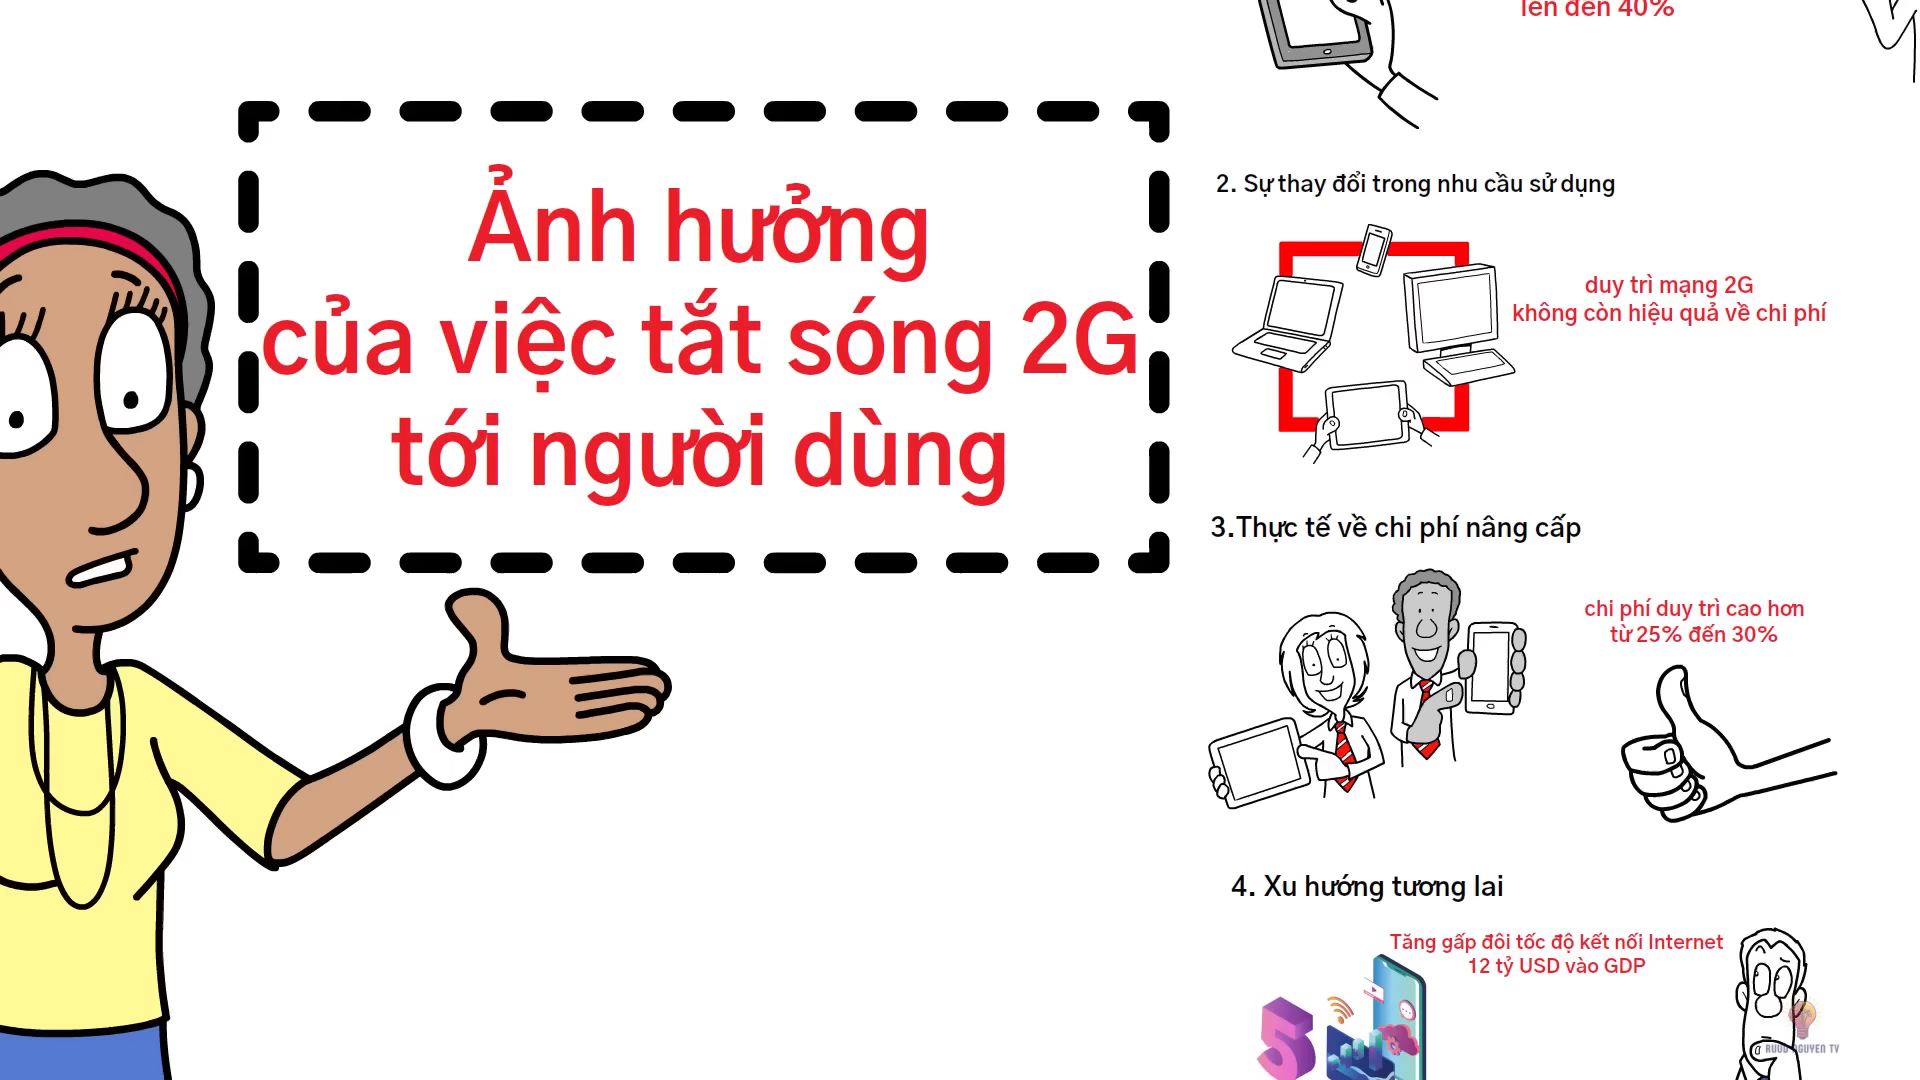 Ảnh hưởng
của việc tắt sóng 2G
tới người dùng
lên đến 40%
2. Sự thay đổi trong nhu cầu sử dụng
duy trì mạng 2G
không còn hiệu quả về chi phí
3.Thực tế về chi phí nâng cấp
chi phí duy trì cao hơn
từ 25% đến 30%
4. Xu hướng tương lai
Tăng gấp đôi tốc độ kết nối Internet
12 tỷ USD vào GDP
5
NGUYEN TV